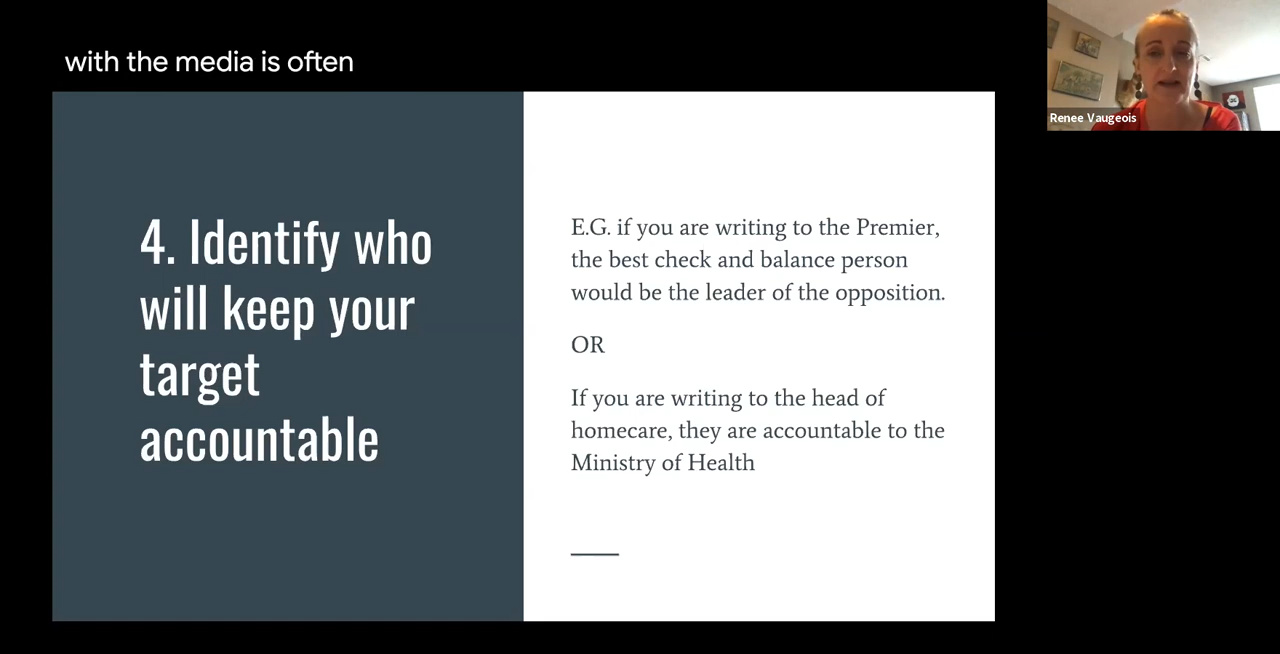 with the media is often
Renee Vaugeois
4. Identify who
will keep your
target
accountable
E.G. if you are writing to the Premier,
the best check and balance person
would be the leader of the opposition.
OR
If you are writing to the head of
homecare, they are accountable to the
Ministry of Health